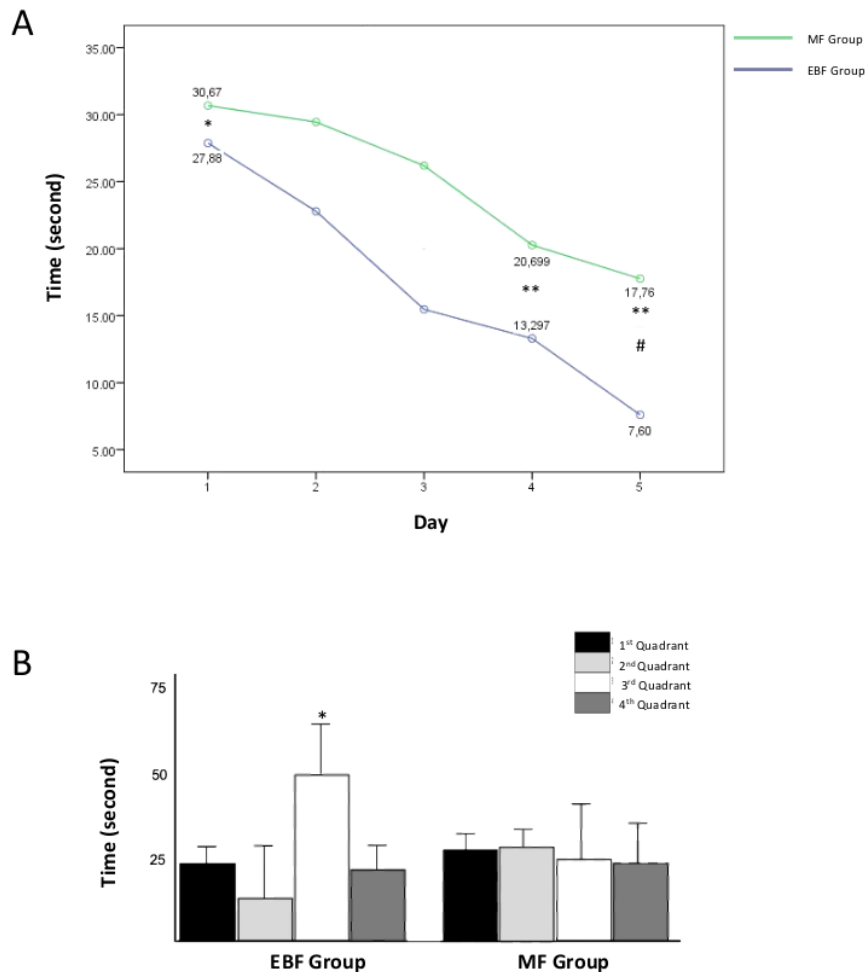 A
MF Group
EBF Group
35.00
30.00
25.00
20.00
15.00
10.00
5.00
30,67
*
27,88
20,699
**
13,297
17,76
**
#
7,60
1 2 3 4 5
Time (second)
Day
B
1st Quadrant
2nd Quadrant
3rd Quadrant
4th Quadrant
75
50
25
*
Time (second)
EBF Group MF Group